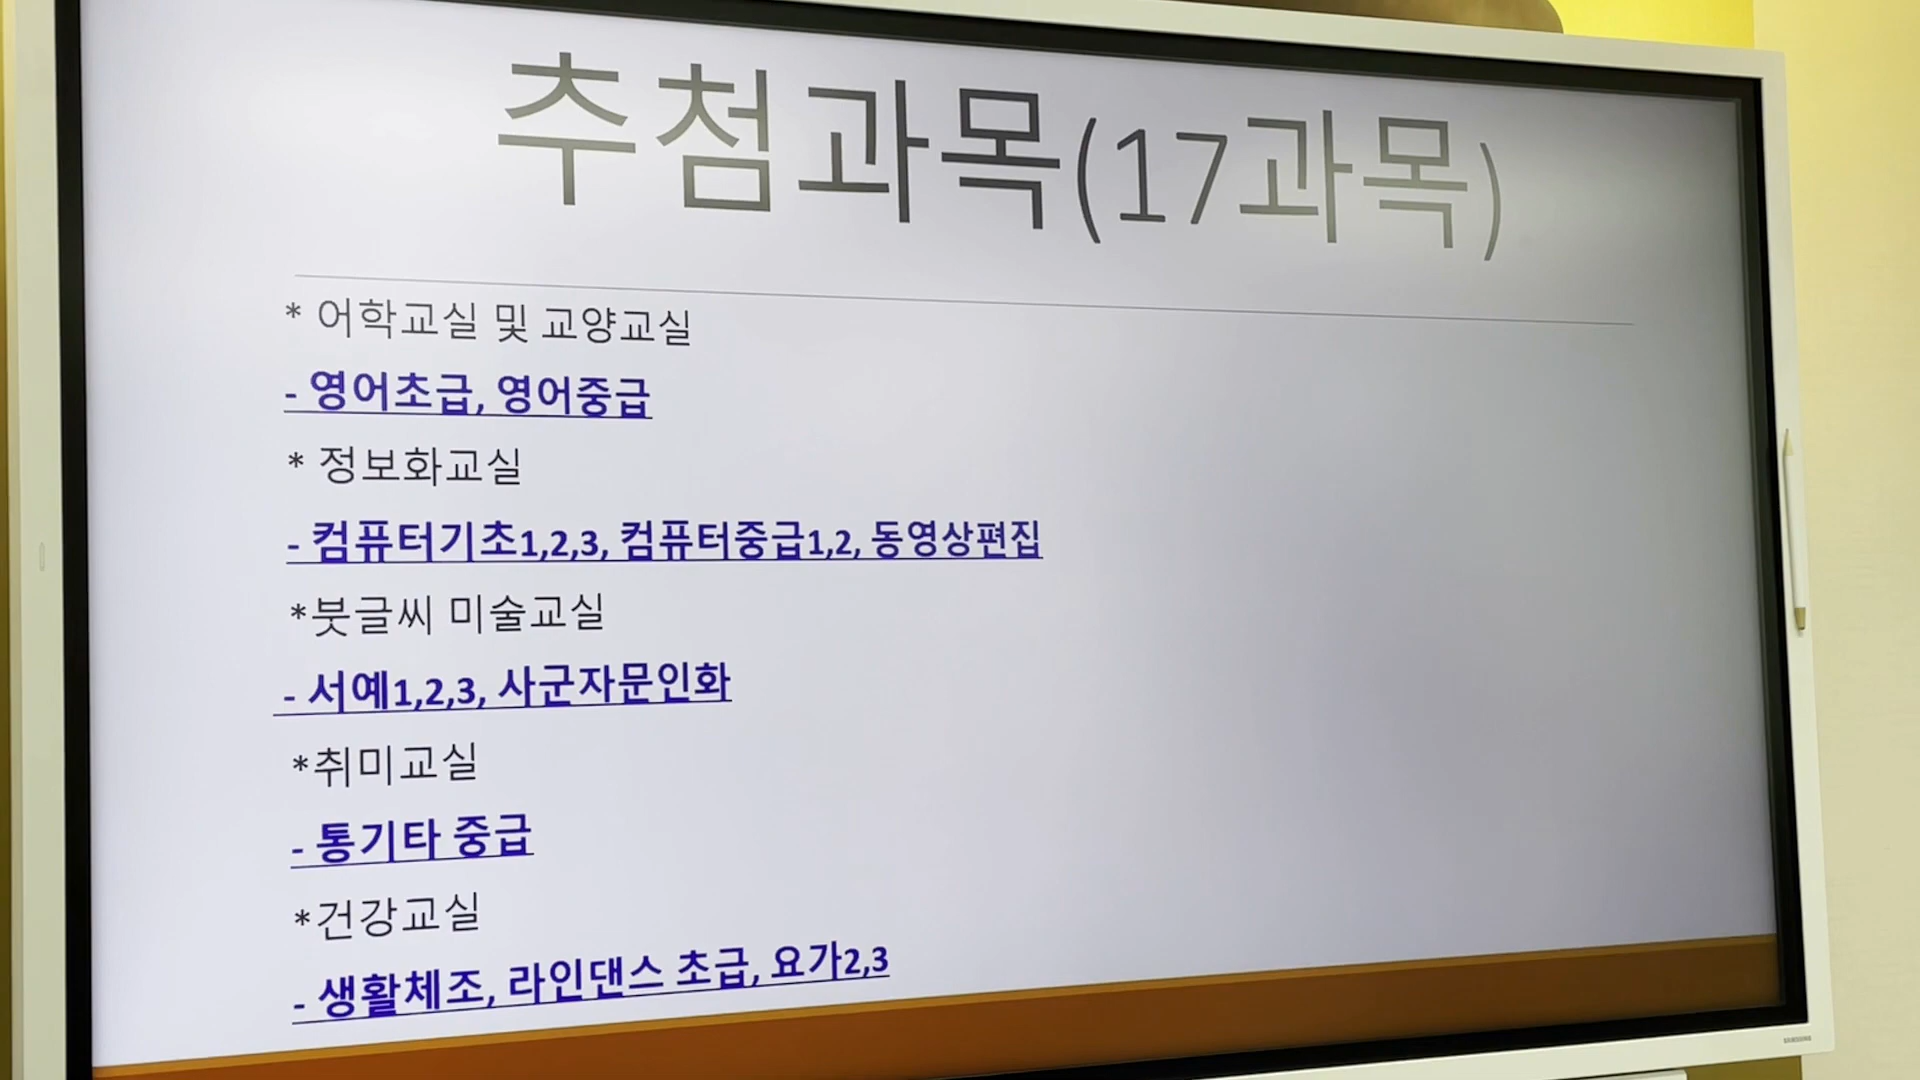 추첨과목(17과목)
* 어학교실 및 교양교실
- 영어초급, 영어중급
* 정보화교실
- 컴퓨터기초1,2,3, 컴퓨터중급1,2, 동영상편집
*붓글씨 미술교실
- 서예1,2,3, 사군자문인화
*취미교실
- 통기타 중급
*건강교실
- 생활체조, 라인댄스 초급, 요가2,3
SAMSUNG